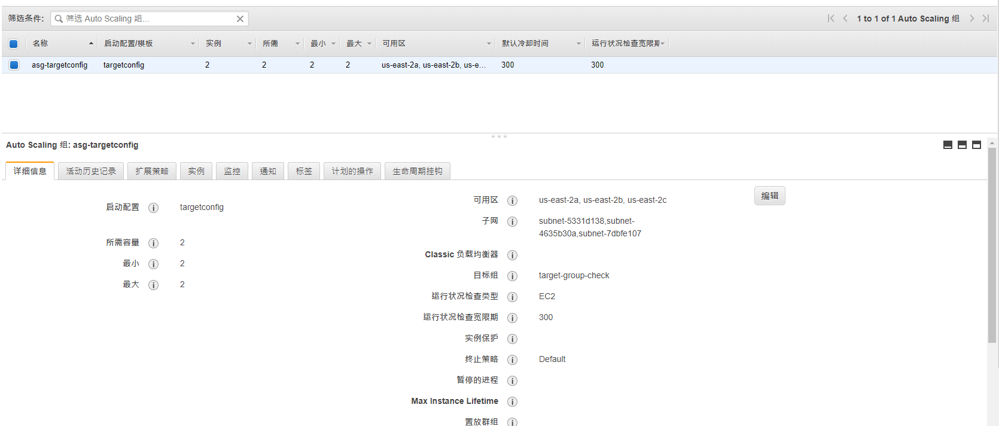 筛选条件: 筛选 Auto Scaling 组... 1 to 1 of 1 Auto Scaling 组
名称 启动配置/模板 实例 所需 最小 最大 可用区 默认冷却时间 运行状况检查宽限期
asg-targetconfig targetconfig 2 2 2 2 us-east-2a, us-east-2b, us-e... 300 300
Auto Scaling 组: asg-targetconfig
详细信息 活动历史记录 扩展策略 实例 监控 通知 标签 计划的操作 生命周期挂钩
启动配置 targetconfig
所需容量 2
最小 2
最大 2
可用区 us-east-2a, us-east-2b, us-east-2c
编辑
子网 subnet-5331d138,subnet-
4635b30a,subnet-7dbfe107
Classic 负载均衡器
目标组 target-group-check
运行状况检查类型 EC2
运行状况检查宽限期 300
实例保护
终止策略 Default
暂停的进程
Max Instance Lifetime
置放群组